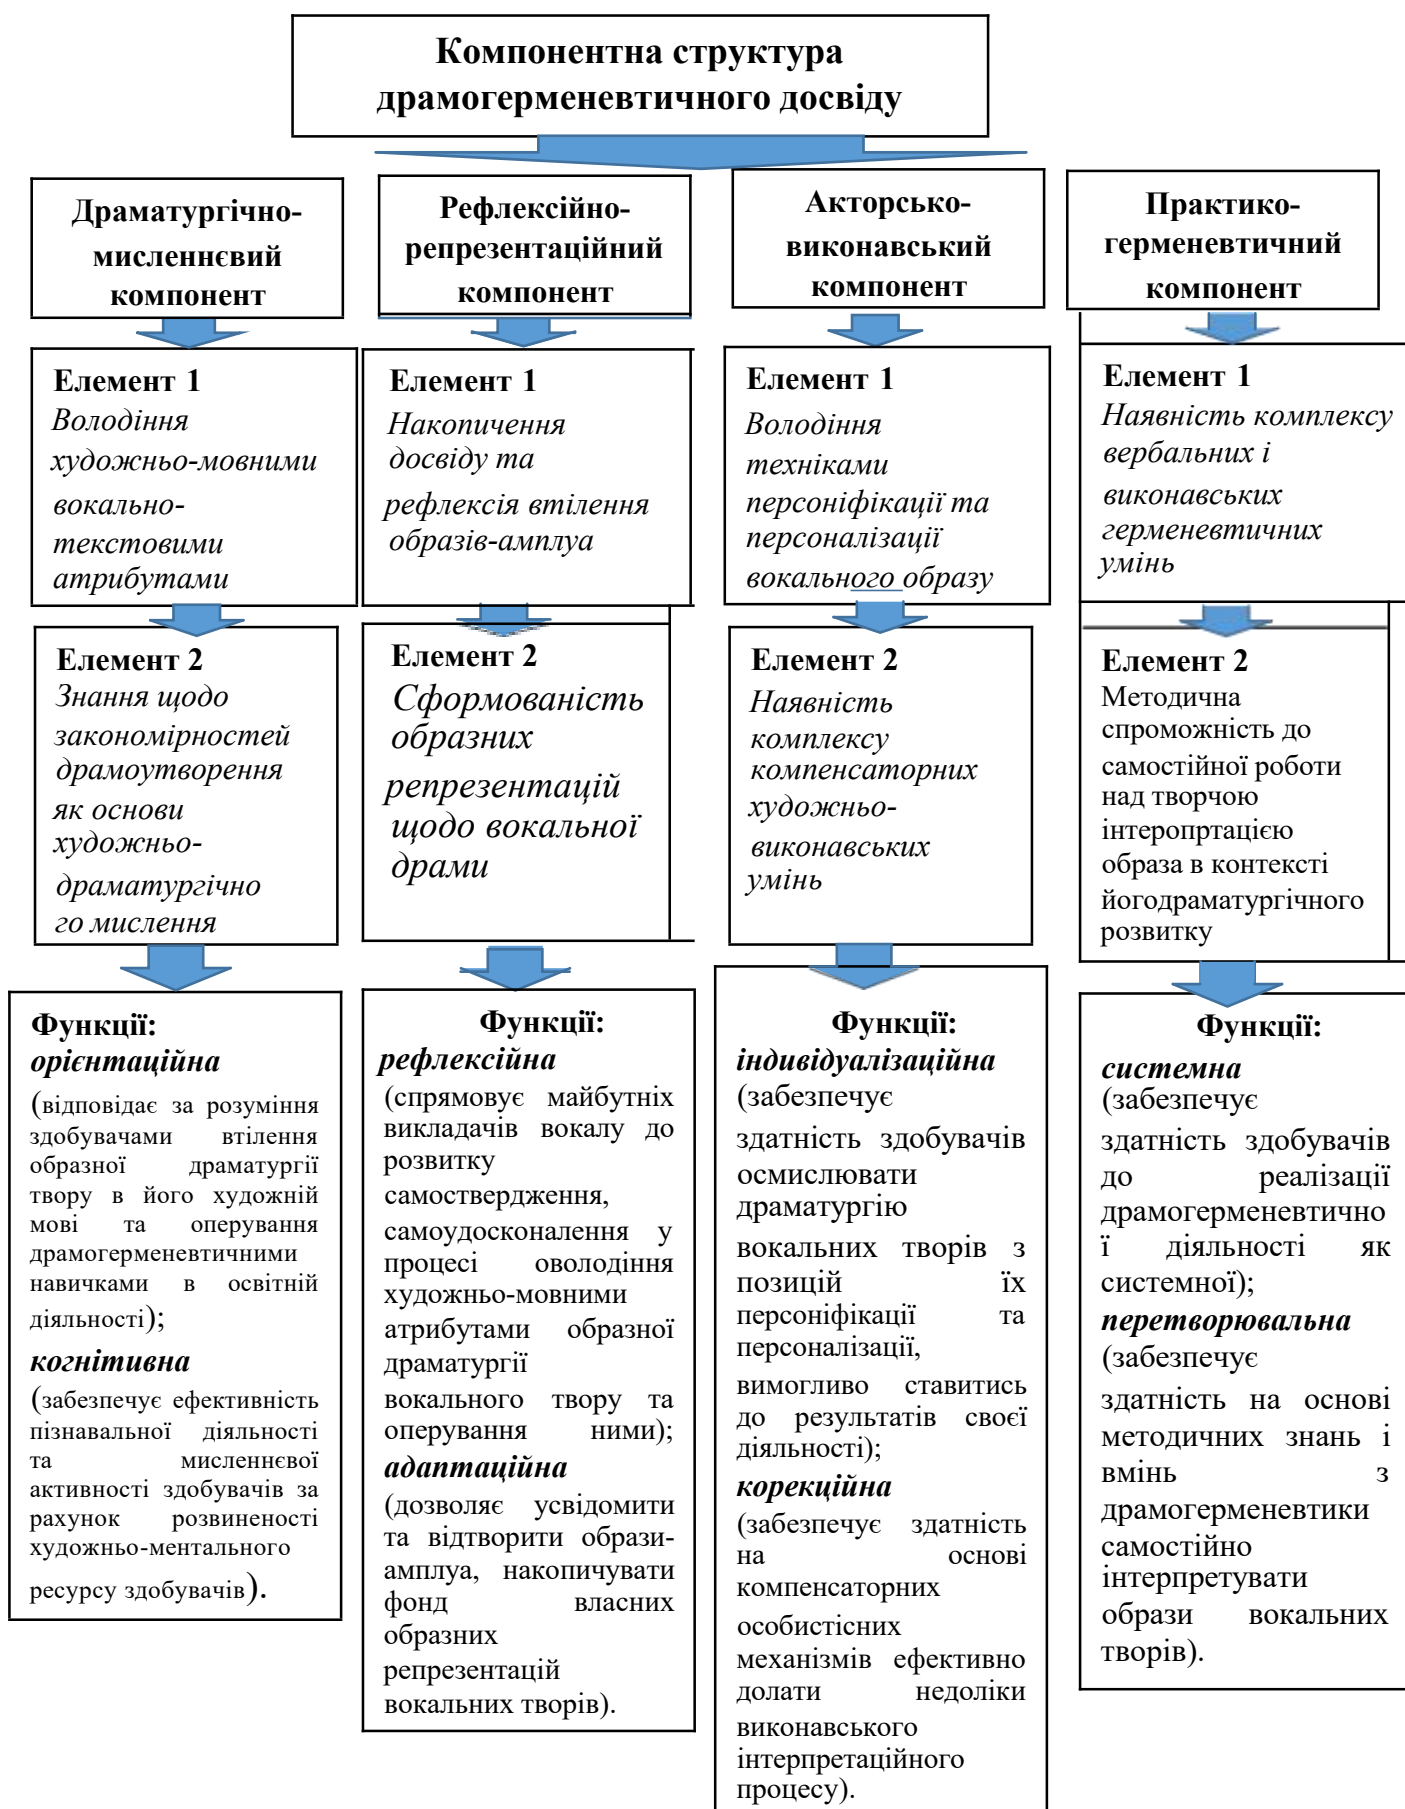 Компонентна структура
драмогерменевтичного досвіду
Драматургічно-
мисленнєвий
компонент
Рефлексійно-
репрезентаційний
компонент
Акторсько-
виконавський
компонент
Практико-
герменевтичний
компонент
Елемент 1
Володіння
художньо-мовними
вокально-
текстовими
атрибутами
Елемент 1
Накопичення
досвіду та
рефлексія втілення
образів-амплуа
Елемент 1
Володіння
техніками
персоніфікації та
персоналізації
вокального образу
Елемент 1
Наявність комплексу
вербальних і
виконавських
герменевтичних
умінь
Елемент 2
Знання щодо
закономірностей
драмоутворення
як основи
художньо-
драматургічно
го мислення
Елемент 2
Сформованість
образних
репрезентацій
щодо вокальної
драми
Елемент 2
Наявність
комплексу
компенсаторних
художньо-
виконавських
умінь
Елемент 2
Методична
спроможність до
самостійної роботи
над творчою
інтеропртацією
образа в контексті
йогодраматургічного
розвитку
Функції:
орієнтаційна
(відповідає за розуміння
здобувачами втілення
образної драматургії
твору в його художній
мові та оперування
драмогерменевтичними
навичками в освітній
діяльності);
когнітивна
(забезпечує ефективність
пізнавальної діяльності
та мисленнєвої
активності здобувачів за
рахунок розвиненості
художньо-ментального
ресурсу здобувачів).
Функції:
рефлексійна
(спрямовує майбутніх
викладачів вокалу до
розвитку
самоствердження,
самоудосконалення у
процесі оволодіння
художньо-мовними
атрибутами образної
драматургії
вокального твору та
оперування ними);
адаптаційна
(дозволяє усвідомити
та відтворити образи-
амплуа, накопичувати
фонд власних
образних
репрезентацій
вокальних творів).
Функції:
індивідуалізаційна
(забезпечує
здатність здобувачів
осмислювати
драматургію
вокальних творів з
позицій їх
персоніфікації та
персоналізації,
вимогливо ставитись
до результатів своєї
діяльності);
корекційна
(забезпечує здатність
на основі
компенсаторних
особистісних
механізмів ефективно
долати недоліки
виконавського
інтерпретаційного
процесу).
Функції:
системна
(забезпечує
здатність здобувачів
до реалізації
драмогерменевтично
ї діяльності як
системної);
перетворювальна
(забезпечує
здатність на основі
методичних знань і
вмінь з
драмогерменевтики
самостійно
інтерпретувати
образи вокальних
творів).